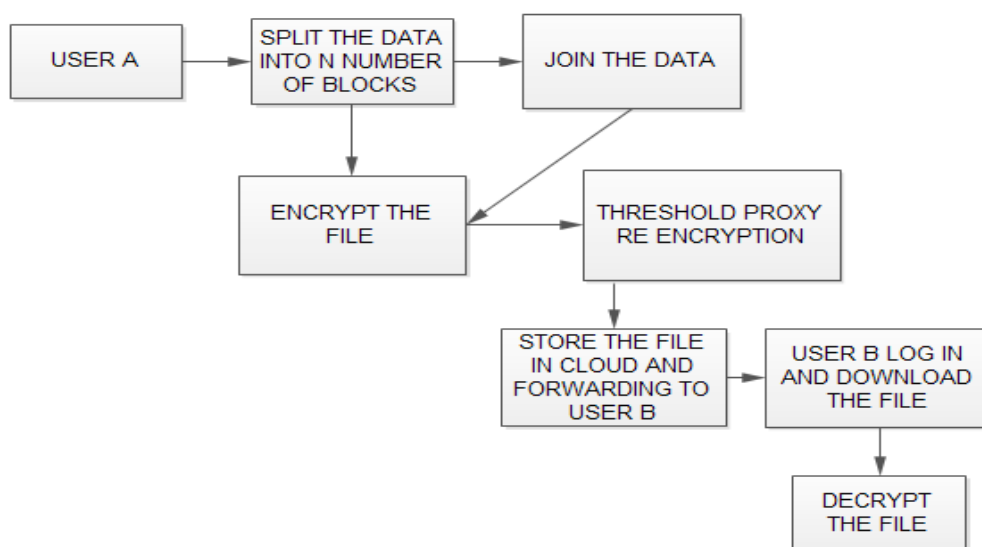 USER A
SPLIT THE DATA
INTO N NUMBER
OF BLOCKS
JOIN THE DATA
ENCRYPT THE
FILE
THRESHOLD PROXY
RE ENCRYPTION
STORE THE FILE
IN CLOUD AND
FORWARDING TO
USER B
USER B LOG IN
AND DOWNLOAD
THE FILE
DECRYPT
THE FILE